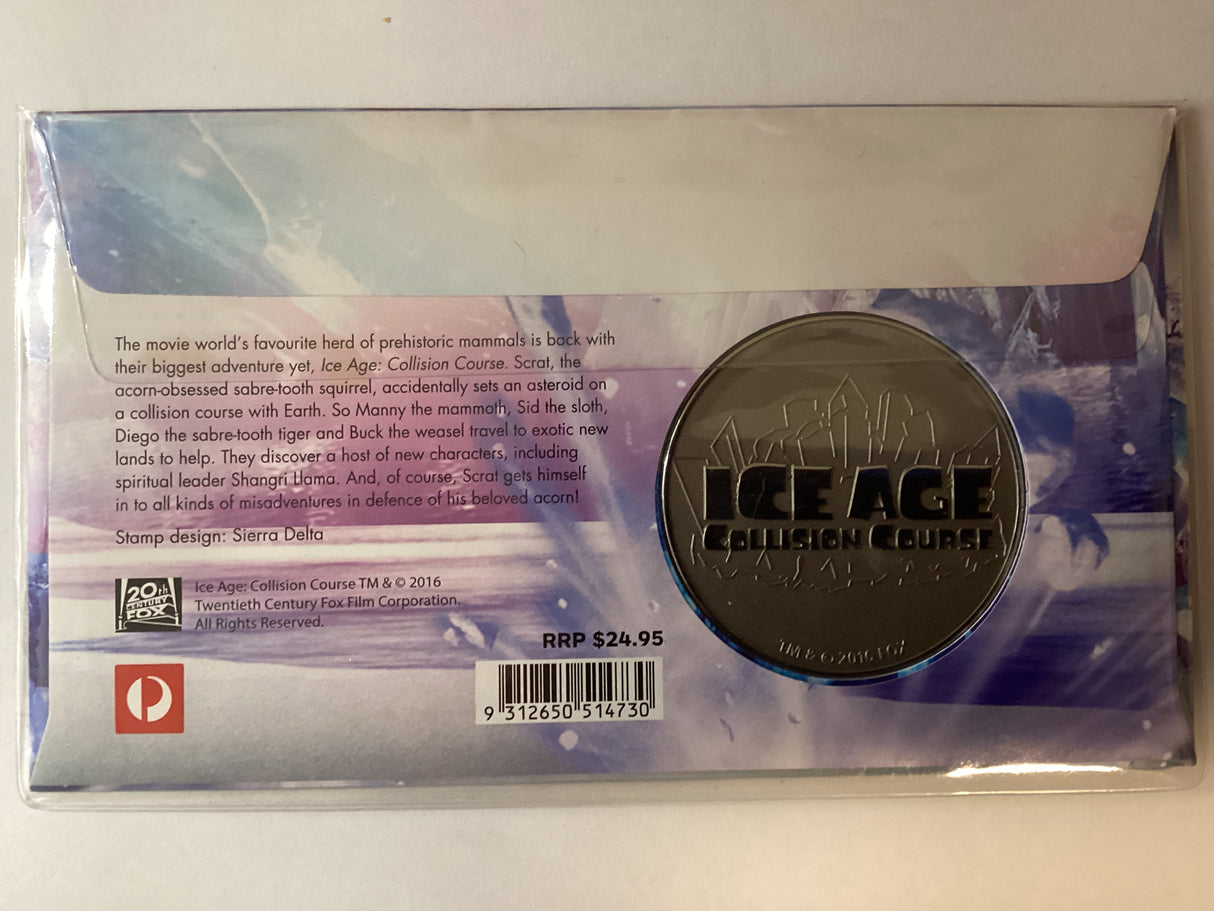 The movie world's favourite herd of prehistoric mammals is back with
their biggest adventure yet, Ice Age: Collision Course. Scrat, the
acorn-obsessed sabre-tooth squirrel, accidentally sets an asteroid on
a collision course with Earth. So Manny the mammoth, Sid the sloth,
Diego the sabre-tooth tiger and Buck the weasel travel to exotic new
lands to help. They discover a host of new characters, including
spiritual leader Shangri Llama. And, of course, Scrat gets himself
in to all kinds of misadventures in defence of his beloved acorn!
Stamp design: Sierra Delta
20th
CENTURY
FOX
Ice Age: Collision Course TM & © 2016
Twentieth Century Fox Film Corporation.
All Rights Reserved.
RRP $24.95
9 312650 514730
ICE AGE
COLLISION COURSE
TM & © 2016 FOX